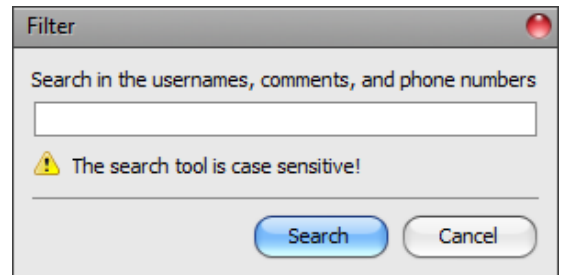 Filter
Search in the usernames, comments, and phone numbers
The search tool is case sensitive!
Search Cancel